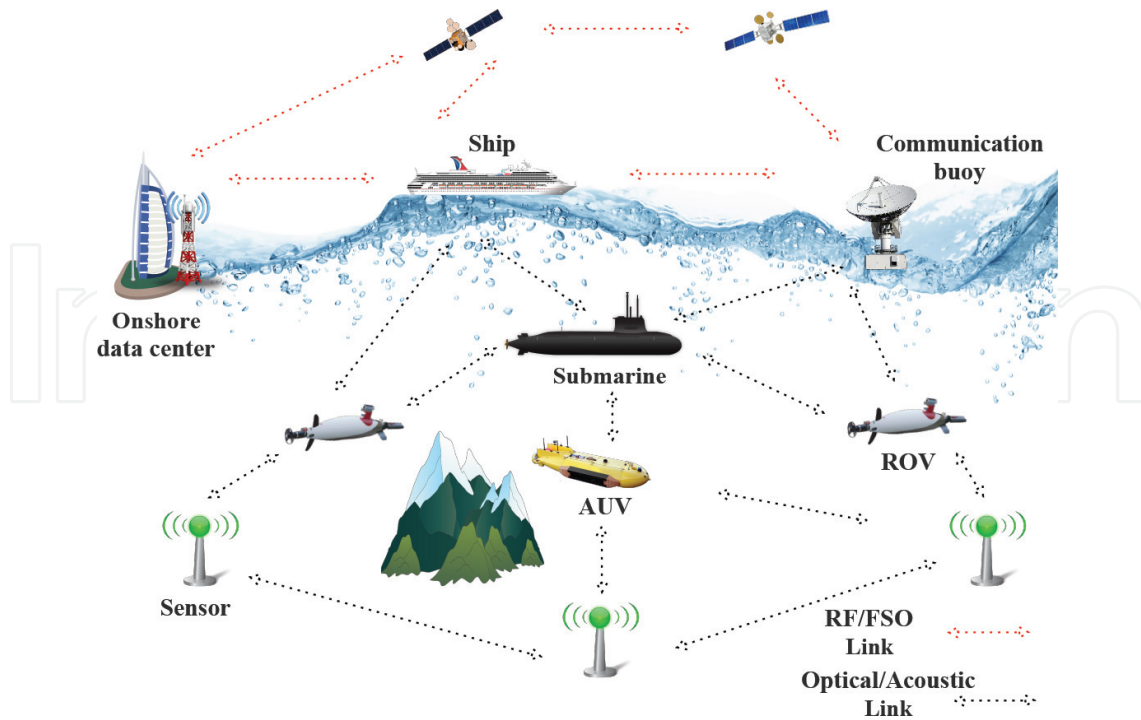 Ship
Communication
buoy
Onshore
data center
Submarine
ROV
AUV
Sensor
RF/FSO
Link
Optical/Acoustic
Link